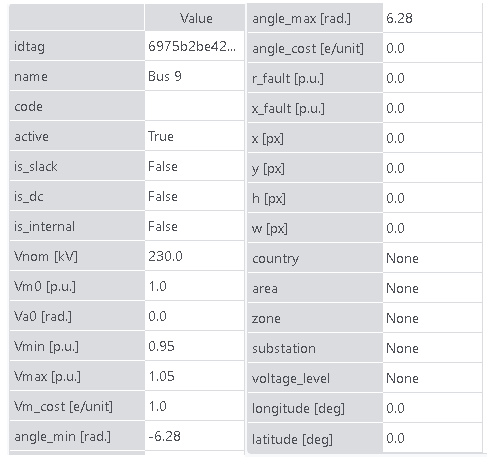 Value
idtag 6975b2be42...
name Bus 9
code
active True
is_slack False
is_dc False
is_internal False
Vnom [kV] 230.0
Vm0 [p.u.] 1.0
Va0 [rad.] 0.0
Vmin [p.u.] 0.95
Vmax [p.u.] 1.05
Vm_cost [e/unit] 1.0
angle_min [rad.] -6.28
angle_max [rad.] 6.28
angle_cost [e/unit] 0.0
r_fault [p.u.] 0.0
x_fault [p.u.] 0.0
x [px] 0.0
y [px] 0.0
h [px] 0.0
w [px] 0.0
country None
area None
zone None
substation None
voltage_level None
longitude [deg] 0.0
latitude [deg] 0.0